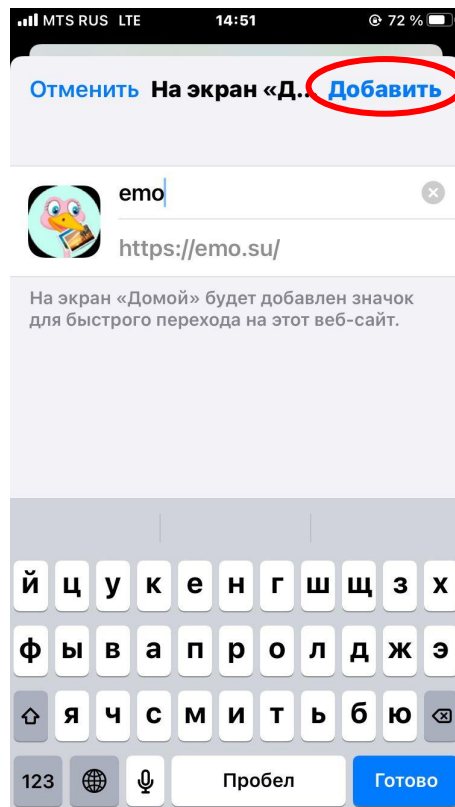 MTS RUS LTE 14:51 72 %
Отменить На экран «Д... Добавить
emo
https://emo.su/
На экран «Домой» будет добавлен значок
для быстрого перехода на этот веб-сайт.
й ц у к е н г ш щ з х
ф ы в а п р о л д ж э
я ч с м и т ь б ю
123 Пробел Готово